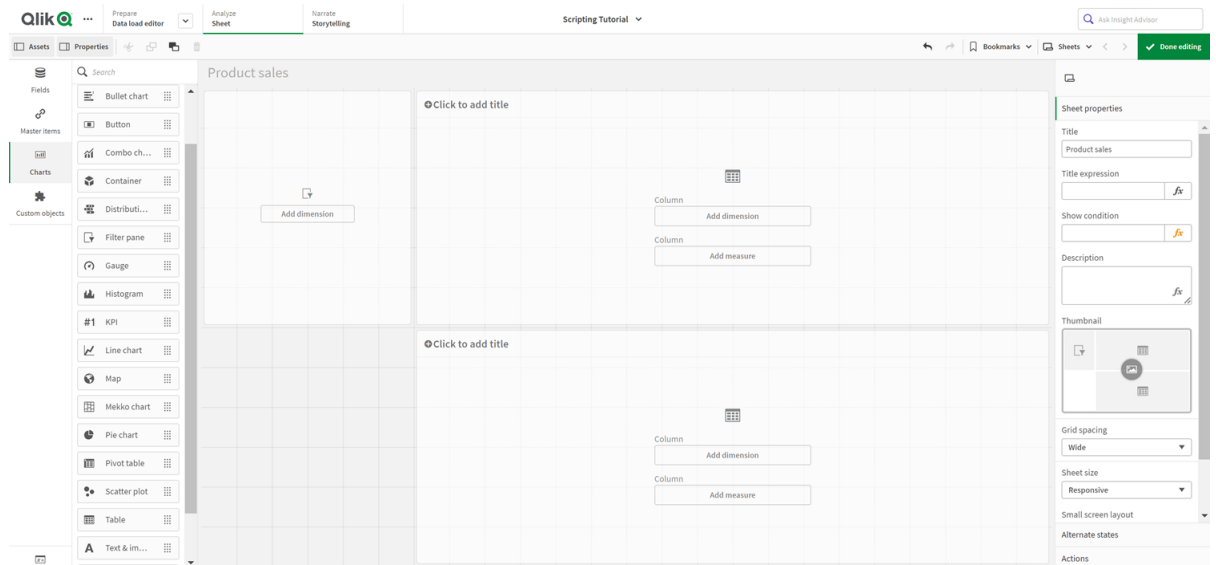 Qlik
Prepare
Data load editor
Analyze
Sheet
Narrate
Storytelling
Scripting Tutorial
Ask Insight Advisor
Assets
Properties
Bookmarks
Sheets
Done editing
Fields
Master items
Charts
Custom objects
Search
Bullet chart
Button
Combo ch...
Container
Distributi...
Filter pane
Gauge
Histogram
#1 KPI
Line chart
Map
Mekko chart
Pie chart
Pivot table
Scatter plot
Table
A Text & im...
Product sales
Add dimension
Click to add title
Column
Add dimension
Column
Add measure
Click to add title
Column
Add dimension
Column
Add measure
Sheet properties
Title
Product sales
Title expression
fx
Show condition
fx
Description
fx
Thumbnail
Grid spacing
Wide
Sheet size
Responsive
Small screen layout
Alternate states
Actions